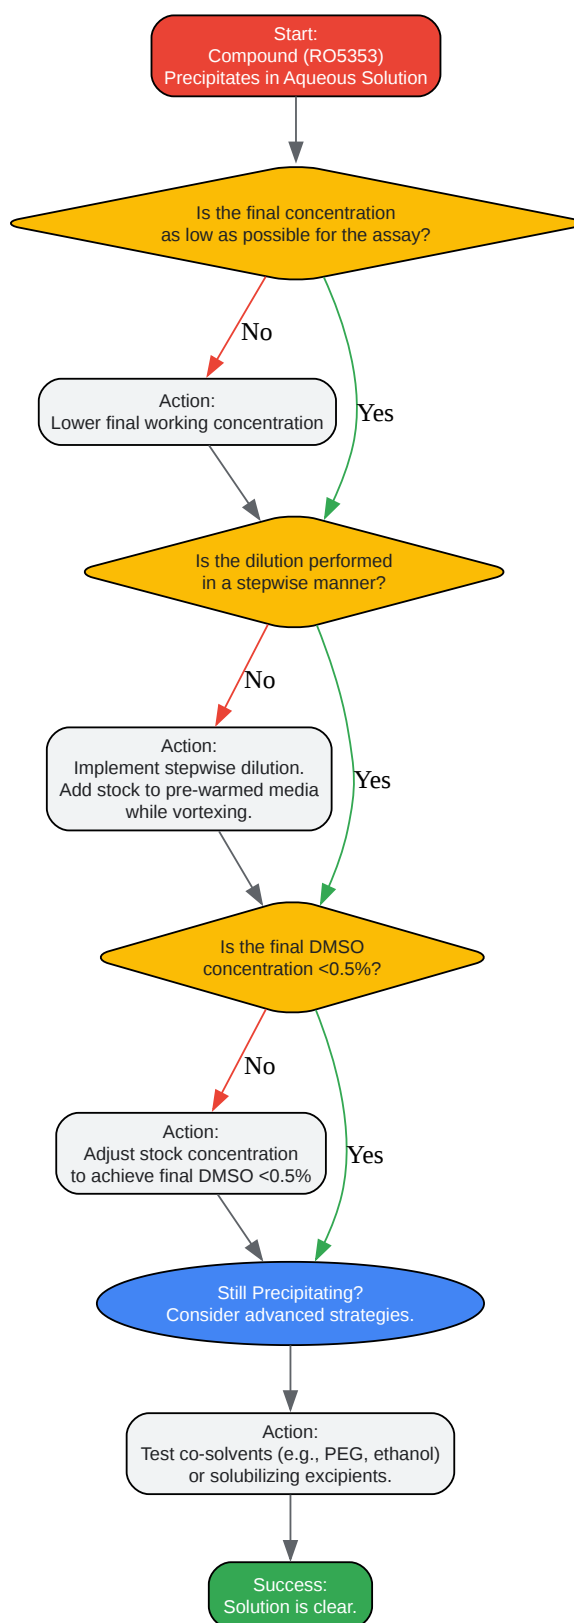 Start:
Compound (RO5353)
Precipitates in Aqueous Solution
Is the final concentration
as low as possible for the assay?
No
Yes
Action:
Lower final working concentration
Is the dilution performed
in a stepwise manner?
No
Yes
Action:
Implement stepwise dilution.
Add stock to pre-warmed media
while vortexing.
Is the final DMSO
concentration <0.5%?
No
Yes
Action:
Adjust stock concentration
to achieve final DMSO <0.5%
Still Precipitating?
Consider advanced strategies.
Action:
Test co-solvents (e.g., PEG, ethanol)
or solubilizing excipients.
Success:
Solution is clear.